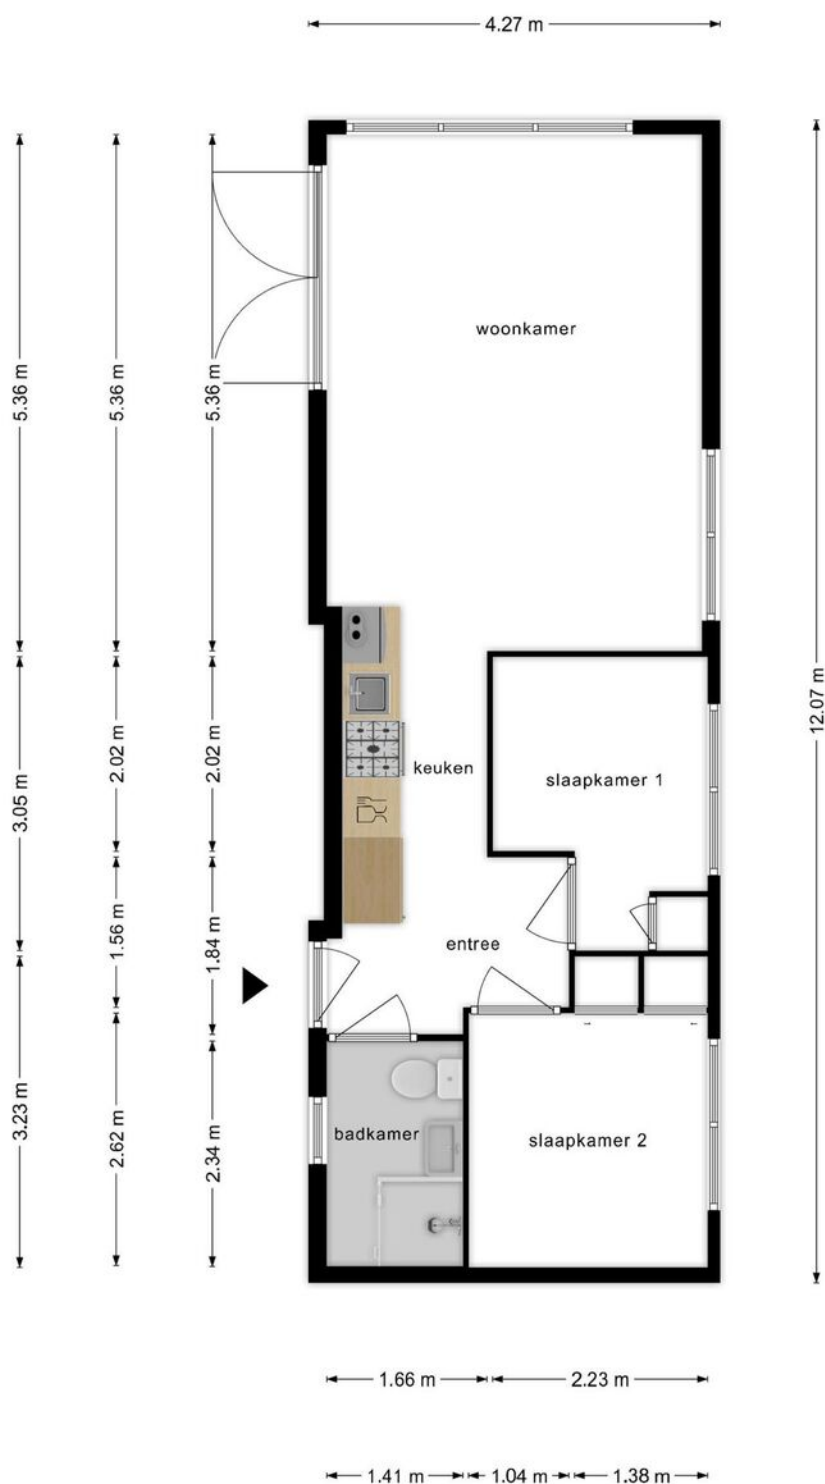 4.27 m
woonkamer
5.36 m
5.36 m
5.36 m
12.07 m
2.02 m
2.02 m
3.05 m
keuken
slaapkamer 1
1.56 m
1.84 m
entree
3.23 m
2.62 m
2.34 m
badkamer
slaapkamer 2
1.66 m
2.23 m
1.41 m
1.04 m
1.38 m